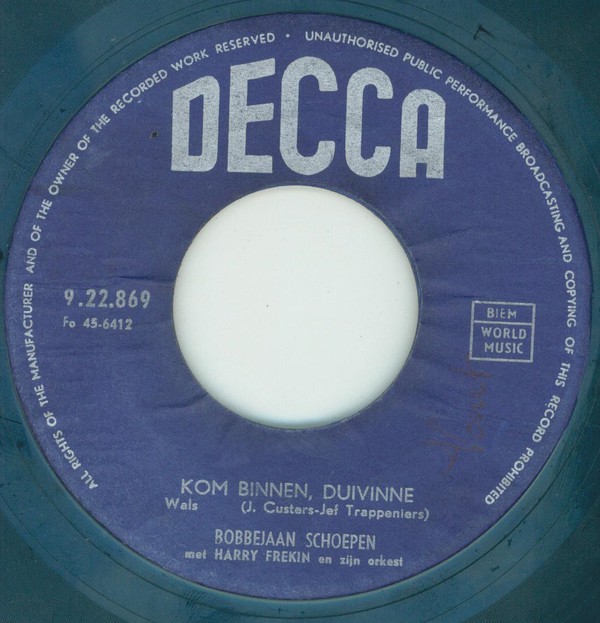 ALL RIGHTS OF THE MANUFACTURER AND OF THE OWNER OF THE RECORDED WORK RESERVED • UNAUTHORISED PUBLIC PERFORMANCE BROADCASTING AND COPYING OF THIS RECORD PROHIBITED
DECCA
9.22.869
Fo 45-6412
BIEM
WORLD
MUSIC
KOM BINNEN, DUIVINNE
Wals (J. Custers-Jef Trappeniers)
BOBBEJAAN SCHOEPEN
met HARRY FREKIN en zijn orkest